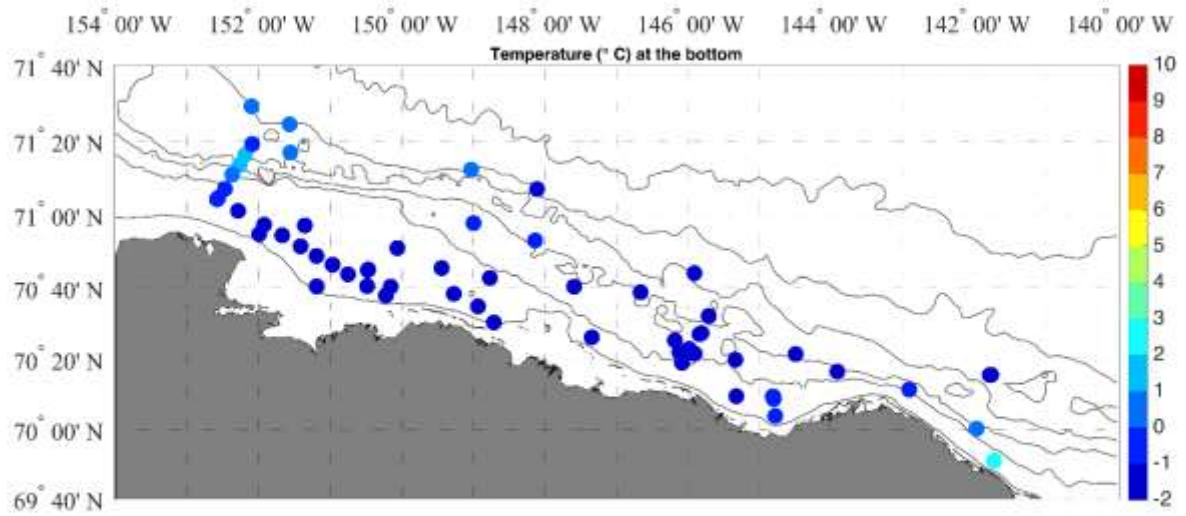 154° 00' W 152° 00' W 150° 00' W 148° 00' W 146° 00' W 144° 00' W 142° 00' W 140° 00' W
Temperature (° C) at the bottom
71° 40' N
71° 20' N
71° 00' N
70° 40' N
70° 20' N
70° 00' N
69° 40' N
10
9
8
7
6
5
4
3
2
1
0
-1
-2